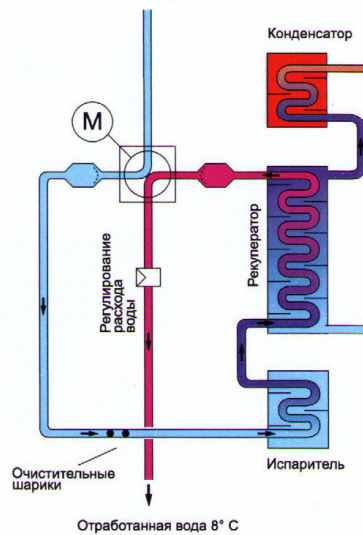 Конденсатор
M
Рекуператор
Регулирование
расхода
воды
Испаритель
Очистительные
шарики
Отработанная вода 8° C